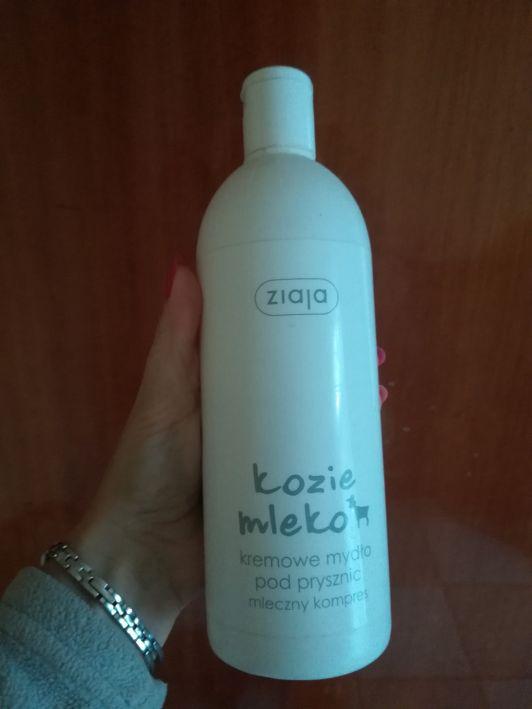 ziaja
kozie
mleko
kremowe mydło
pod prysznic
mleczny kompres